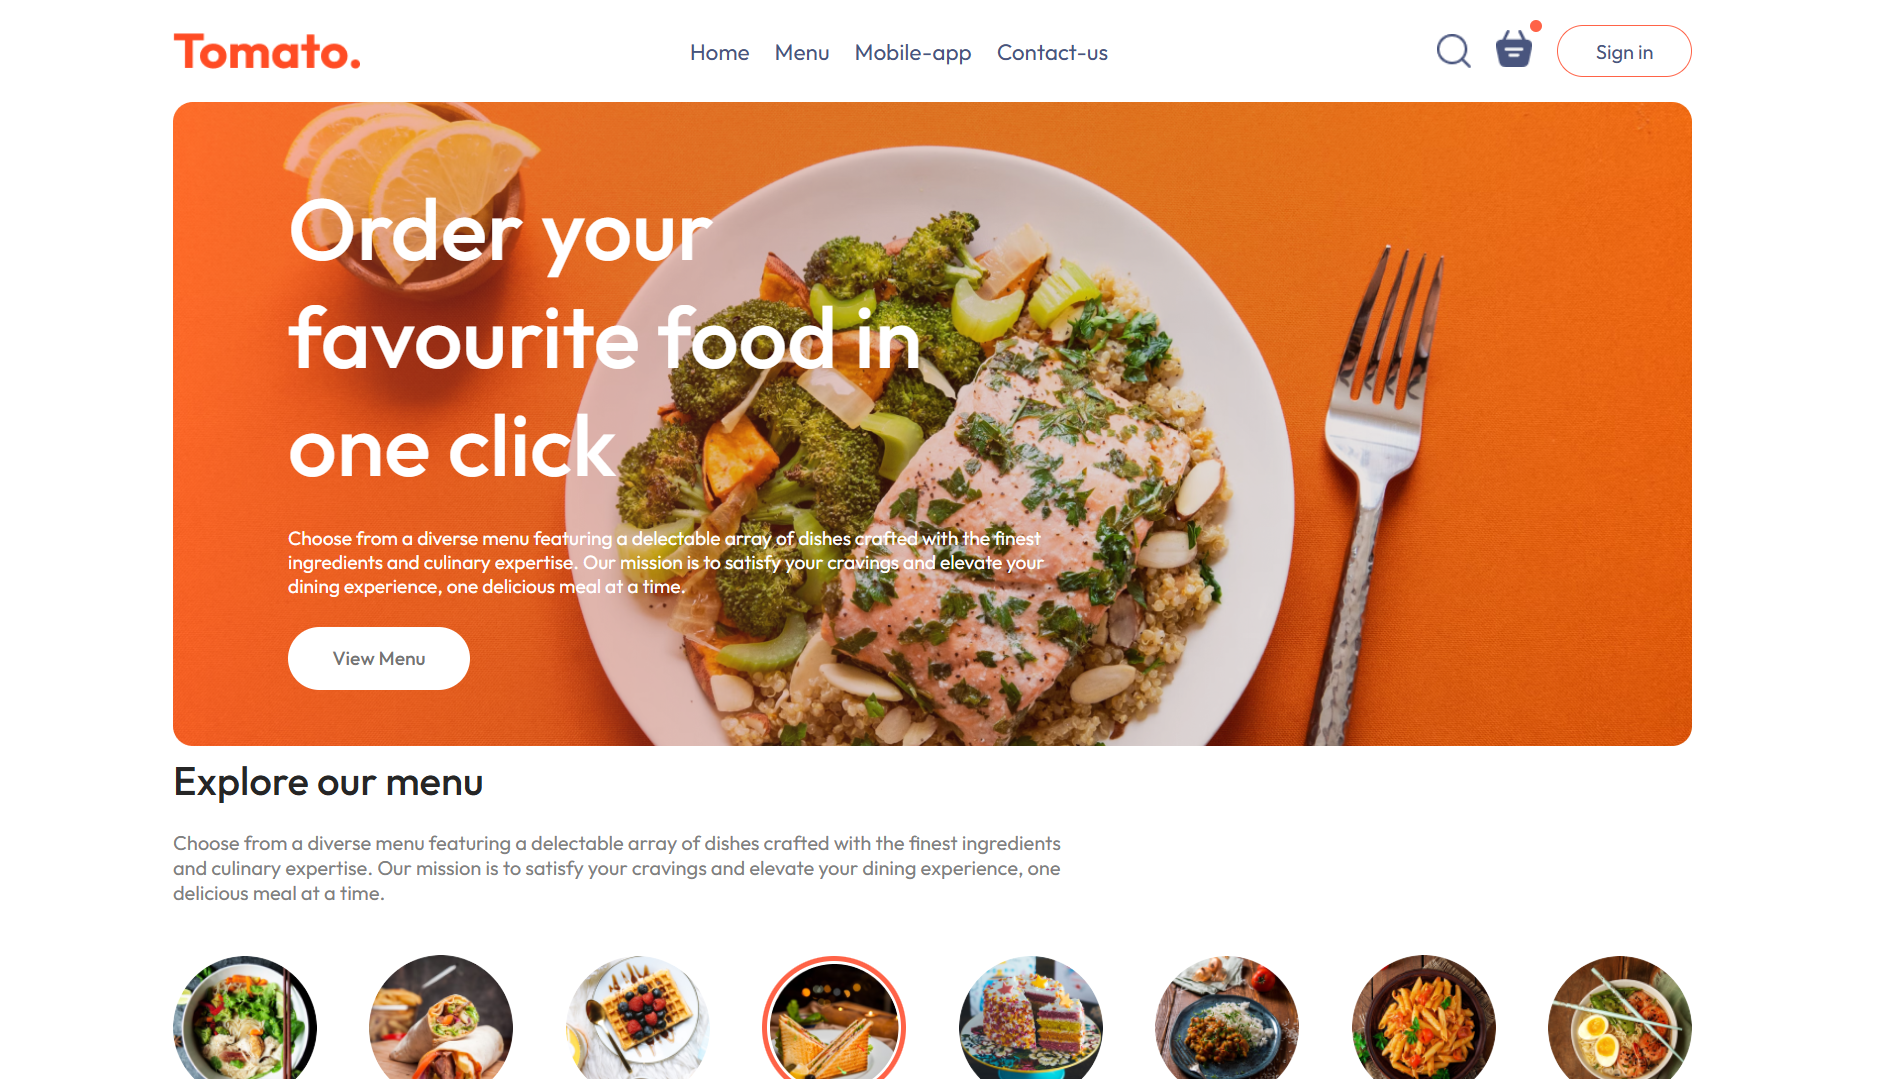 Tomato.
Home Menu Mobile-app Contact-us
Sign in
Order your
favourite food in
one click
Choose from a diverse menu featuring a delectable array of dishes crafted with the finest
ingredients and culinary expertise. Our mission is to satisfy your cravings and elevate your
dining experience, one delicious meal at a time.
View Menu
Explore our menu
Choose from a diverse menu featuring a delectable array of dishes crafted with the finest ingredients
and culinary expertise. Our mission is to satisfy your cravings and elevate your dining experience, one
delicious meal at a time.